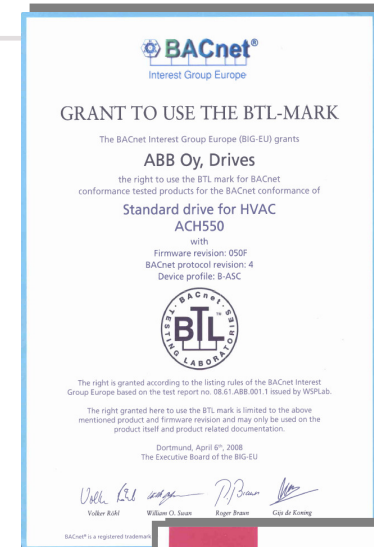 BACnet®
Interest Group Europe
GRANT TO USE THE BTL-MARK
The BACnet Interest Group Europe (BIG-EU) grants
ABB Oy, Drives
the right to use the BTL mark for BACnet
conformance tested products for the BACnet conformance of
Standard drive for HVAC
ACH550
with
Firmware revision: 050F
BACnet protocol revision: 4
Device profile: B-ASC
BACnet
TESTING LABORATORIES
BTL™
SERIES
The right is granted according to the listing rules of the BACnet Interest
Group Europe based on the test report no. 08.61.ABB.001.1 issued by WSPLab.
The right granted here to use the BTL mark is limited to the above
mentioned product and firmware revision and may only be used on the
product itself and product related documentation.
Dortmund, April 6th, 2008
The Executive Board of the BIG-EU
Volker Röhl William O. Swan Roger Braun Gijs de Koning
BACnet® is a registered trademark